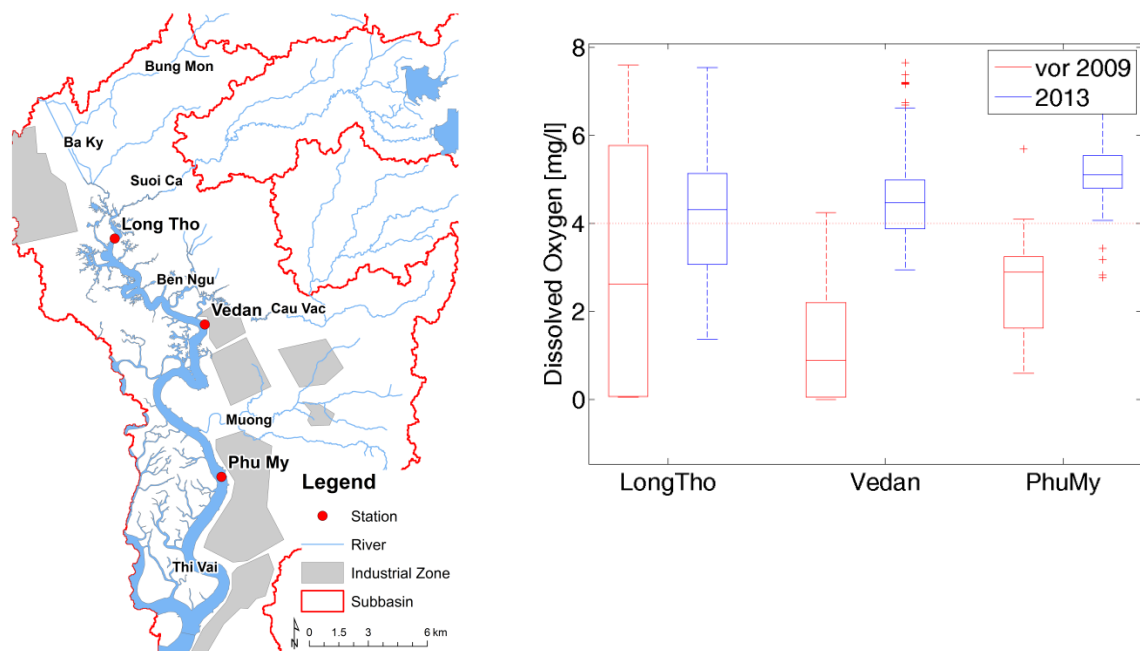 Bung Mon
Ba Ky
Suoi Ca
Long Tho
Ben Ngu
Vedan
Cau Vac
Muong
Phu My
Thi Vai
Legend
Station
River
Industrial Zone
Subbasin
N
0 1.5 3 6 km
Dissolved Oxygen [mg/l]
8
6
4
2
0
vor 2009
2013
LongTho Vedan PhuMy